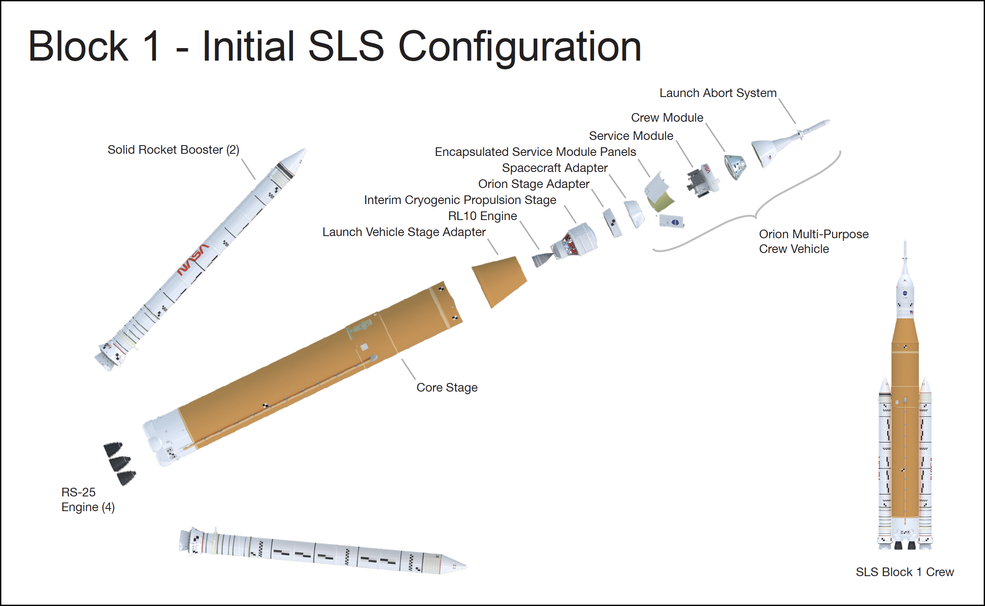 Block 1 - Initial SLS Configuration
Launch Abort System
Crew Module
Service Module
Solid Rocket Booster (2)
Encapsulated Service Module Panels
Spacecraft Adapter
Orion Stage Adapter
Interim Cryogenic Propulsion Stage
RL10 Engine
Launch Vehicle Stage Adapter
Orion Multi-Purpose
Crew Vehicle
NASA
Core Stage
RS-25
Engine (4)
SLS Block 1 Crew